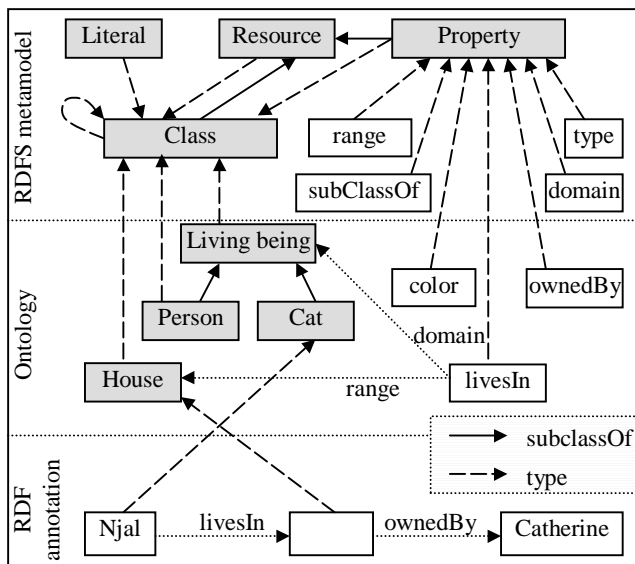 RDFS metamodel
Literal
Resource
Property
Class
range
type
subClassOf
domain
Ontology
Living being
color
ownedBy
Person
Cat
domain
House
range
livesIn
subclassOf
type
RDF
annotation
Njal
livesIn
ownedBy
Catherine